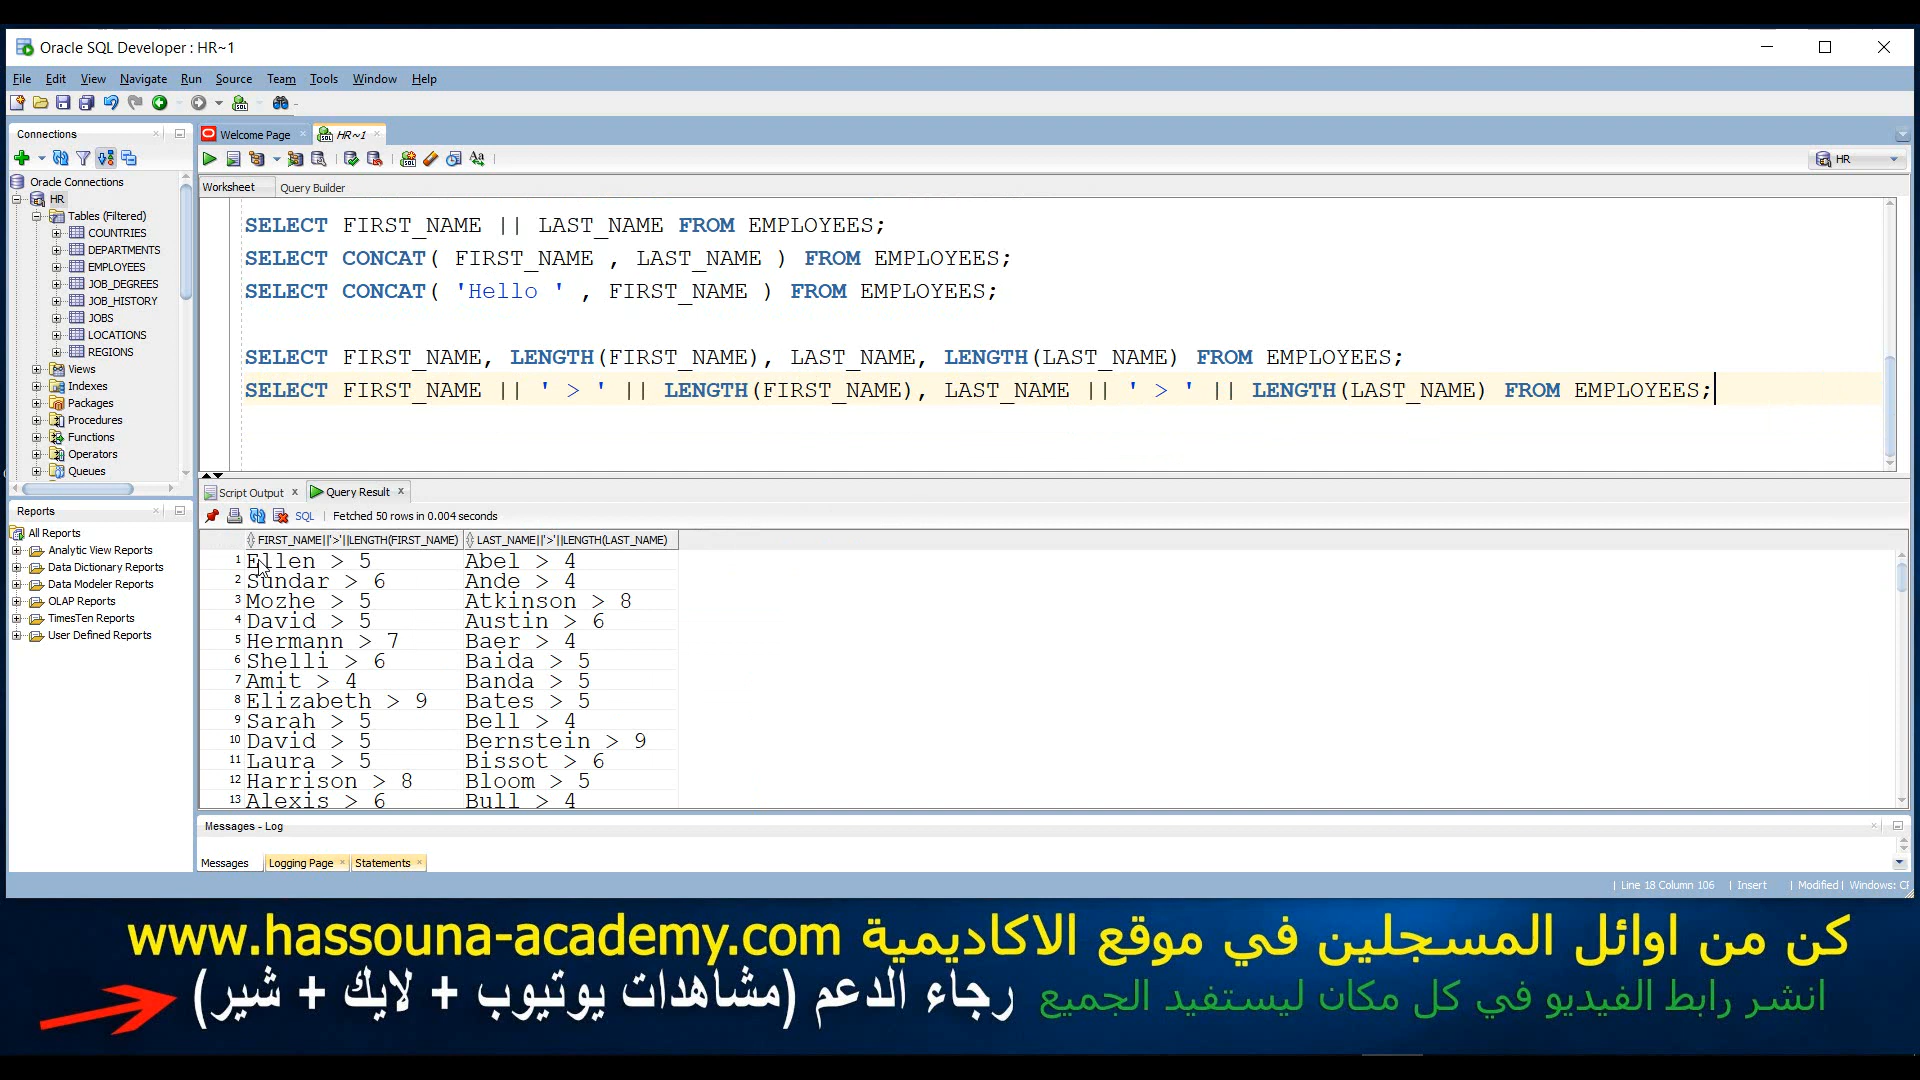 Oracle SQL Developer : HR~1
File Edit View Navigate Run Source Team Tools Window Help
Connections
Welcome Page
HR~1
HR
Worksheet
Query Builder
Oracle Connections
HR
Tables (Filtered)
COUNTRIES
DEPARTMENTS
EMPLOYEES
JOB_DEGREES
JOB_HISTORY
JOBS
LOCATIONS
REGIONS
Views
Indexes
Packages
Procedures
Functions
Operators
Queues
SELECT FIRST_NAME || LAST_NAME FROM EMPLOYEES;
SELECT CONCAT( FIRST_NAME , LAST_NAME ) FROM EMPLOYEES;
SELECT CONCAT( 'Hello ' , FIRST_NAME ) FROM EMPLOYEES;
SELECT FIRST_NAME, LENGTH(FIRST_NAME), LAST_NAME, LENGTH(LAST_NAME) FROM EMPLOYEES;
SELECT FIRST_NAME || ' > ' || LENGTH(FIRST_NAME), LAST_NAME || ' > ' || LENGTH(LAST_NAME) FROM EMPLOYEES;
Reports
All Reports
Analytic View Reports
Data Dictionary Reports
Data Modeler Reports
OLAP Reports
TimesTen Reports
User Defined Reports
Script Output
Query Result
SQL | Fetched 50 rows in 0.004 seconds
FIRST_NAME||'>'||LENGTH(FIRST_NAME) LAST_NAME||'>'||LENGTH(LAST_NAME)
1 Ellen > 5 Abel > 4
2 Sundar > 6 Ande > 4
3 Mozhe > 5 Atkinson > 8
4 David > 5 Austin > 6
5 Hermann > 7 Baer > 4
6 Shelli > 6 Baida > 5
7 Amit > 4 Banda > 5
8 Elizabeth > 9 Bates > 5
9 Sarah > 5 Bell > 4
10 David > 5 Bernstein > 9
11 Laura > 5 Bissot > 6
12 Harrison > 8 Bloom > 5
13 Alexis > 6 Bull > 4
Messages - Log
Messages
Logging Page
Statements
| Line 18 Column 106 | Insert | Modified | Windows:
كن من اوائل المسجلين في موقع الاكاديمية www.hassouna-academy.com
انشر رابط الفيديو في كل مكان ليستفيد الجميع رجاء الدعم (مشاهدات يوتيوب + لايك + شير)